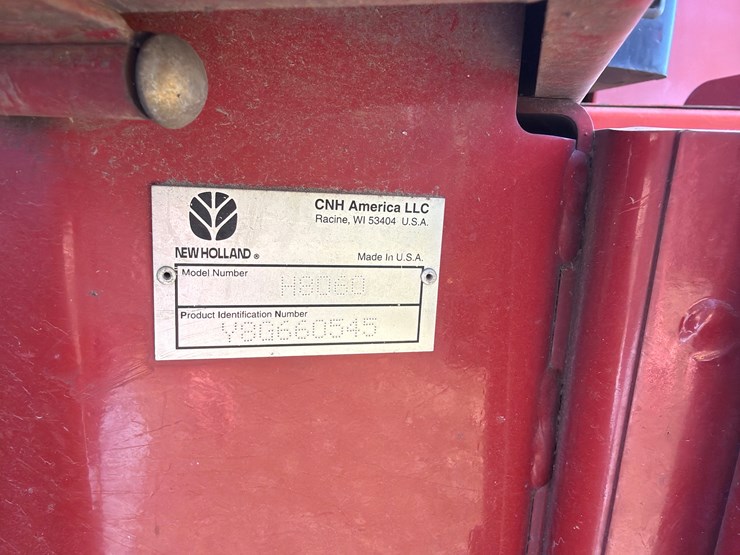 CNH America LLC
Racine, WI 53404 U.S.A.
NEW HOLLAND ®
Made In U.S.A.
Model Number
H8060
Product Identification Number
Y8G660545